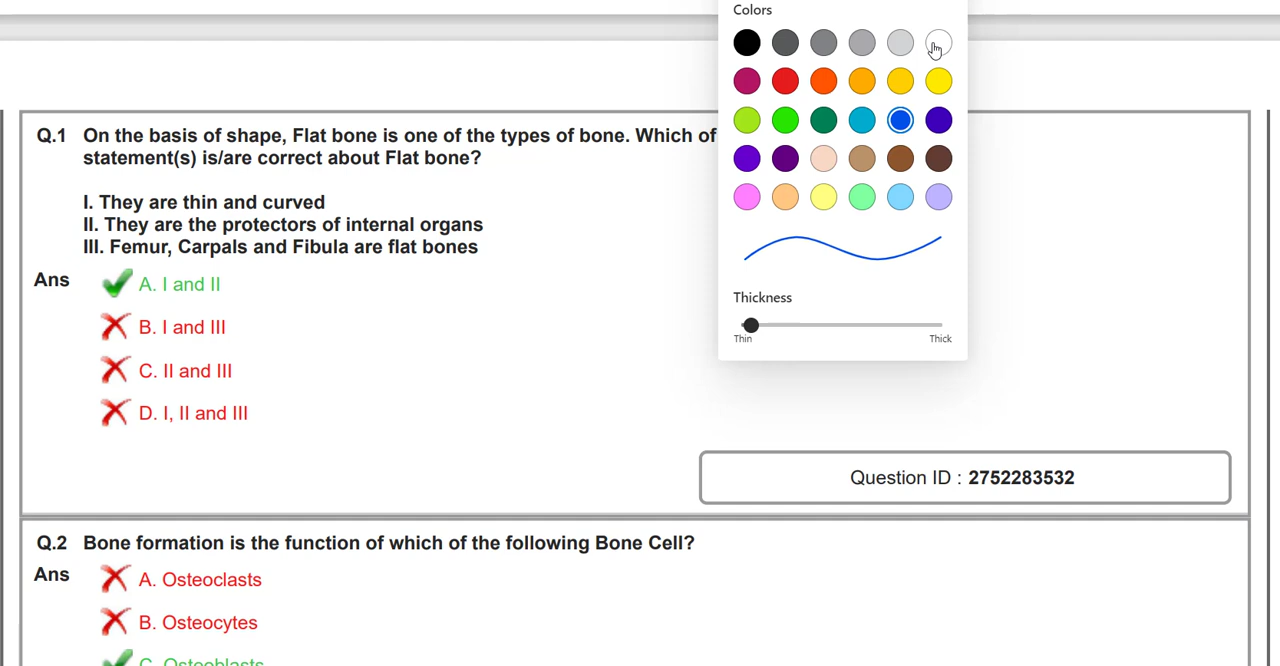 Colors
Q.1 On the basis of shape, Flat bone is one of the types of bone. Which of
statement(s) is/are correct about Flat bone?
I. They are thin and curved
II. They are the protectors of internal organs
III. Femur, Carpals and Fibula are flat bones
Ans
A. I and II
B. I and III
C. II and III
D. I, II and III
Thickness
Thin
Thick
Question ID : 2752283532
Q.2 Bone formation is the function of which of the following Bone Cell?
Ans
A. Osteoclasts
B. Osteocytes
C. Osteoblasts